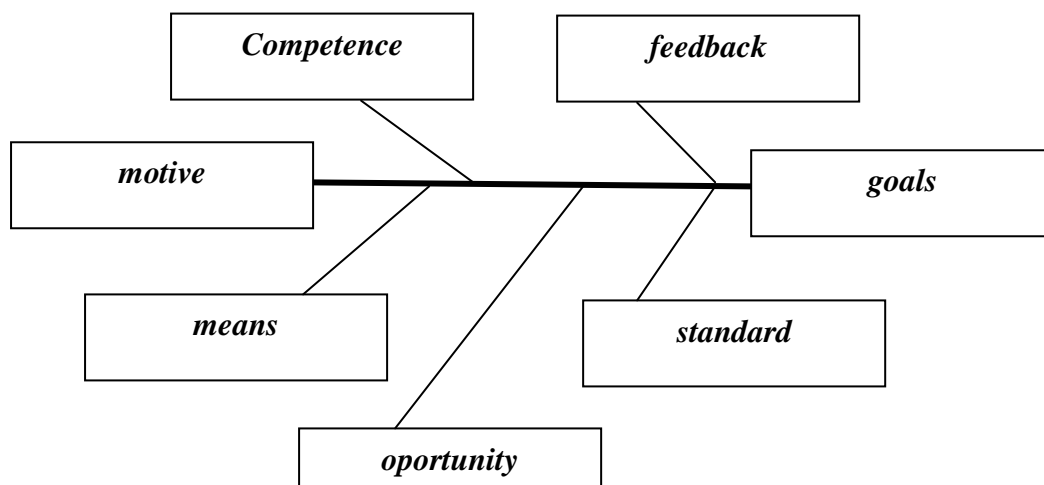 Competence
feedback
motive
goals
means
standard
oportunity